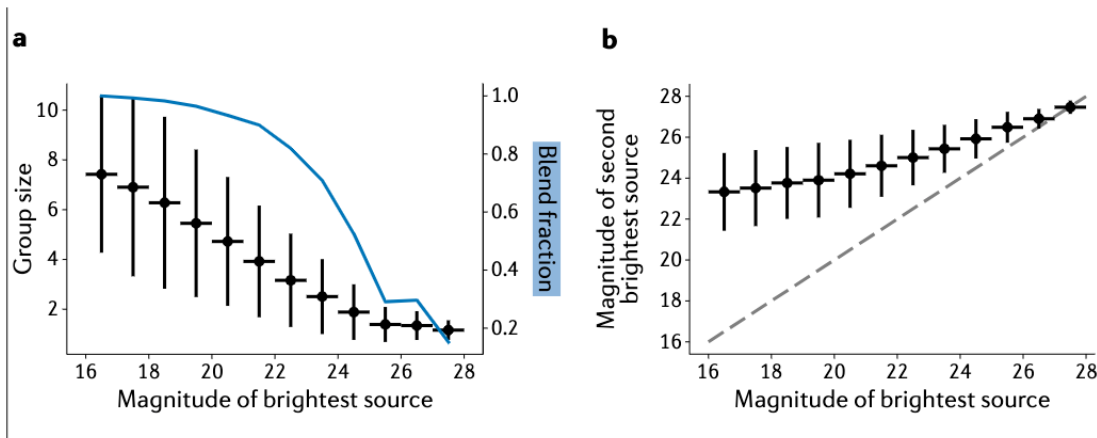 a
Group size
10
8
6
4
2
1.0
0.8
0.6
0.4
0.2
Blend fraction
16 18 20 22 24 26 28
Magnitude of brightest source
b
Magnitude of second
brightest source
28
26
24
22
20
18
16
16 18 20 22 24 26 28
Magnitude of brightest source